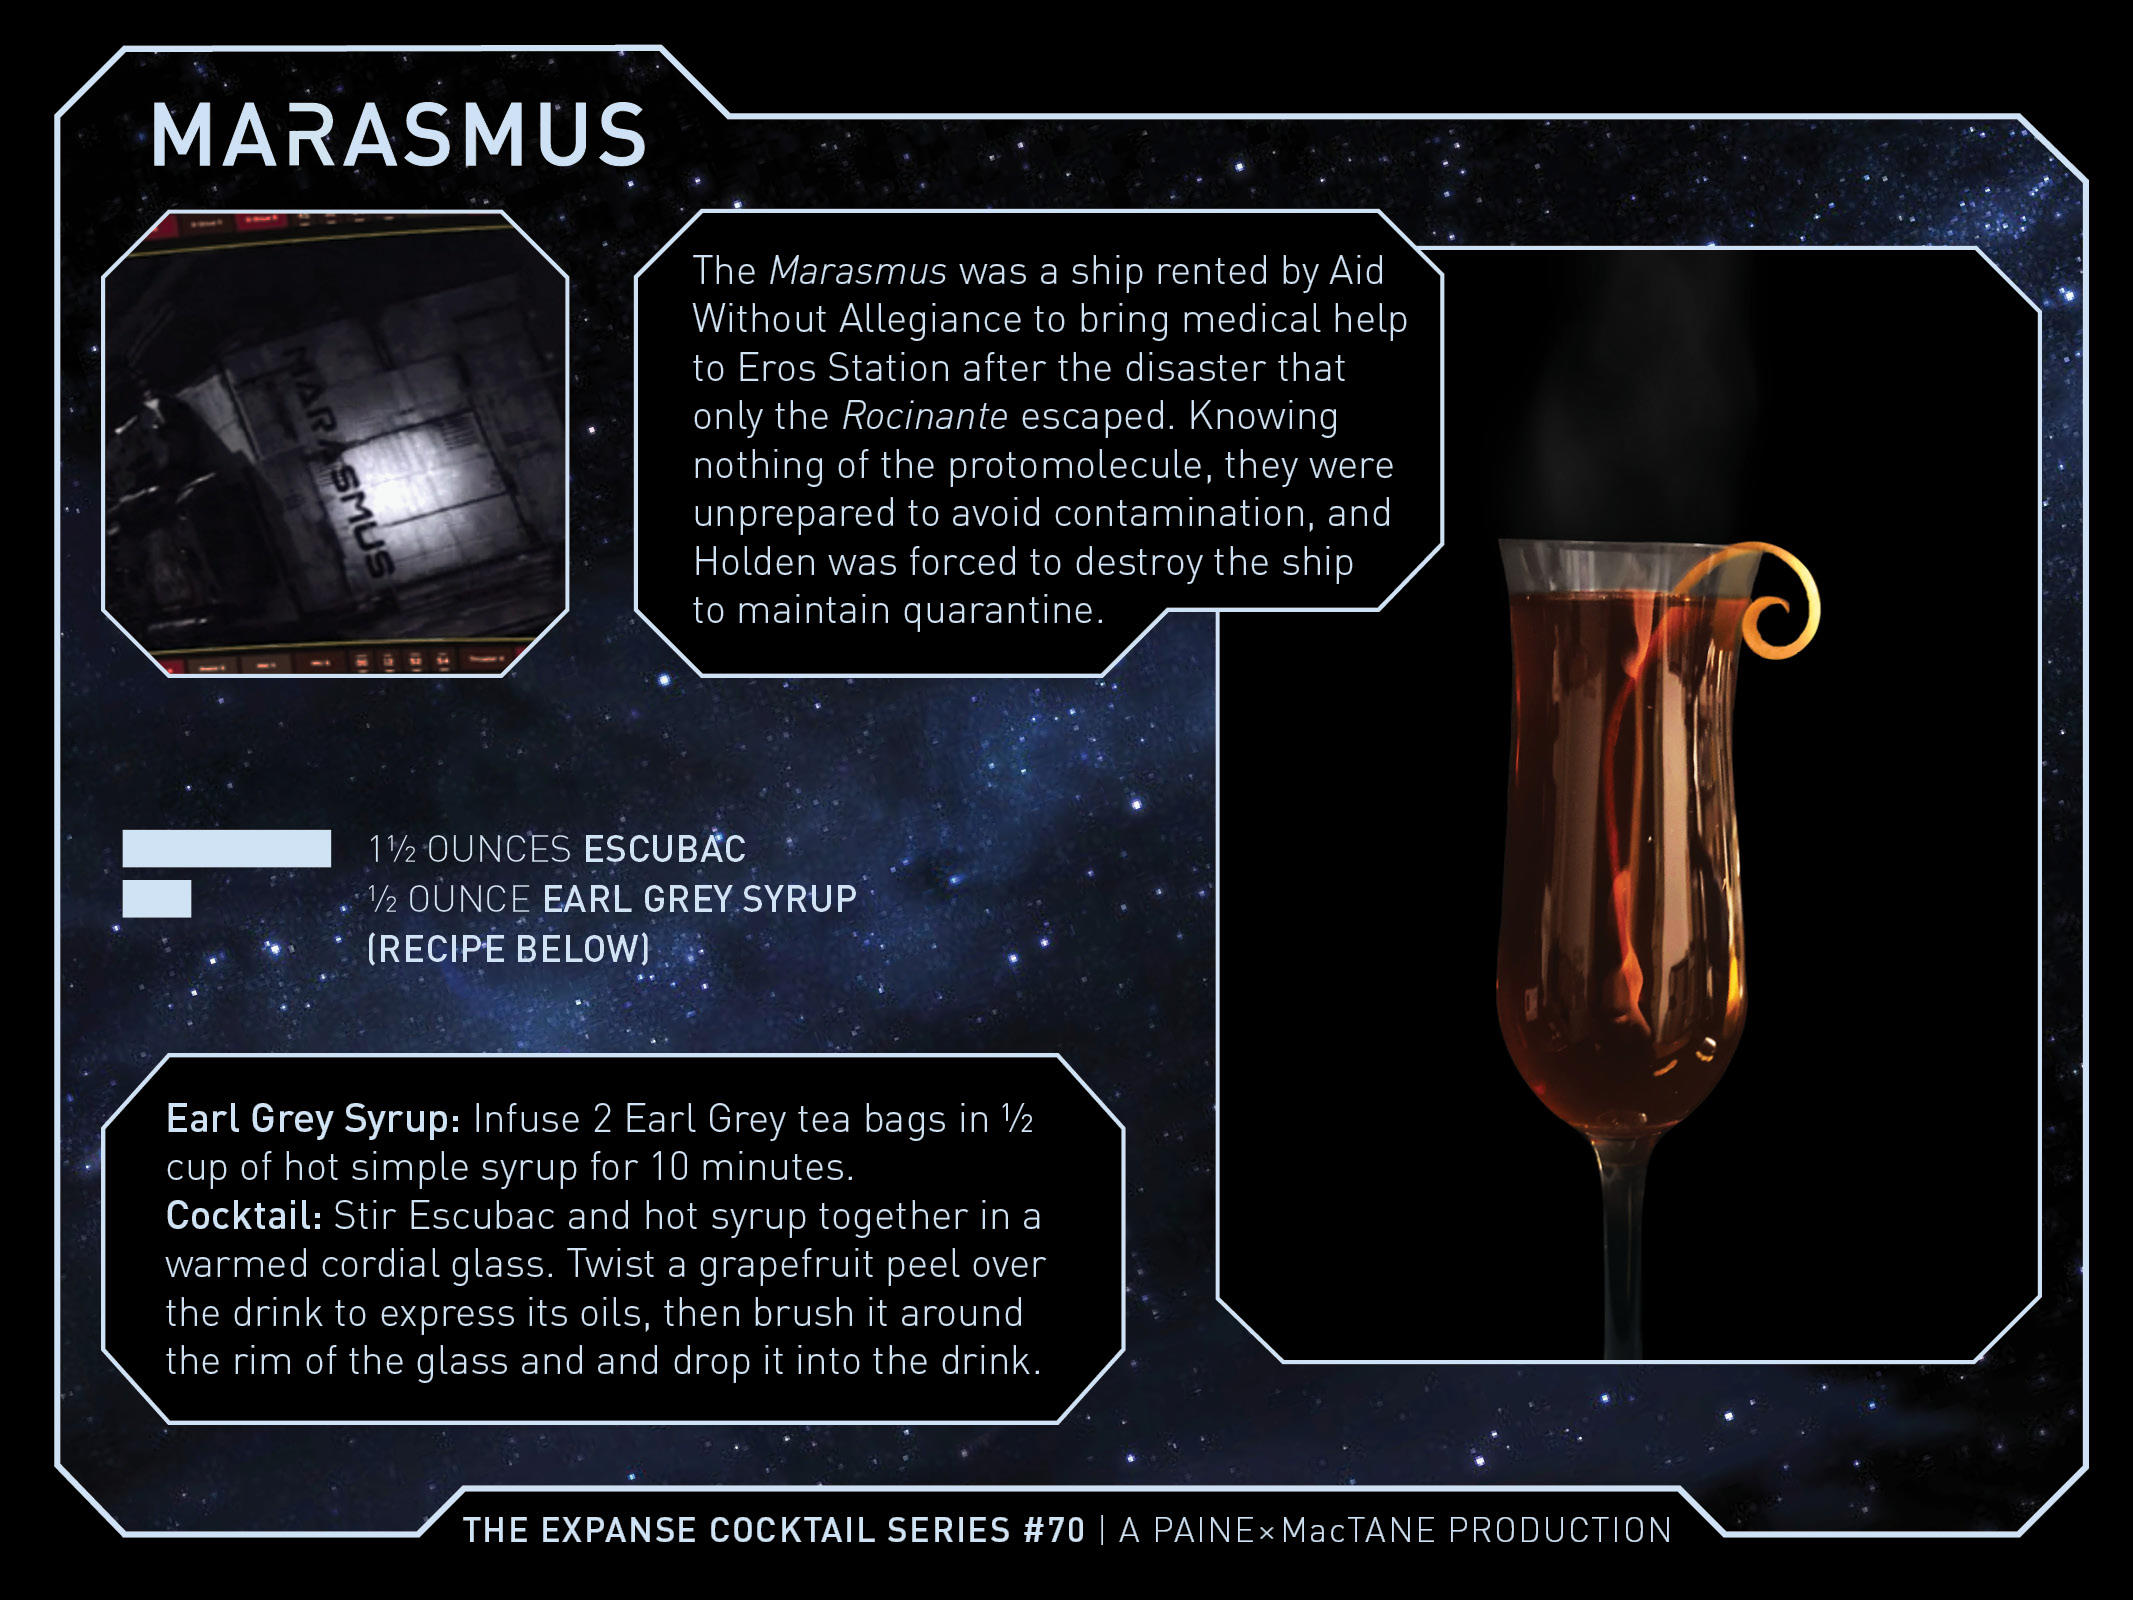 MARASMUS
MARASMUS
The Marasmus was a ship rented by Aid
Without Allegiance to bring medical help
to Eros Station after the disaster that
only the Rocinante escaped. Knowing
nothing of the protomolecule, they were
unprepared to avoid contamination, and
Holden was forced to destroy the ship
to maintain quarantine.
1½ OUNCES ESCUBAC
½ OUNCE EARL GREY SYRUP
(RECIPE BELOW)
Earl Grey Syrup: Infuse 2 Earl Grey tea bags in ½
cup of hot simple syrup for 10 minutes.
Cocktail: Stir Escubac and hot syrup together in a
warmed cordial glass. Twist a grapefruit peel over
the drink to express its oils, then brush it around
the rim of the glass and and drop it into the drink.
THE EXPANSE COCKTAIL SERIES #70 | A PAINE×MacTANE PRODUCTION